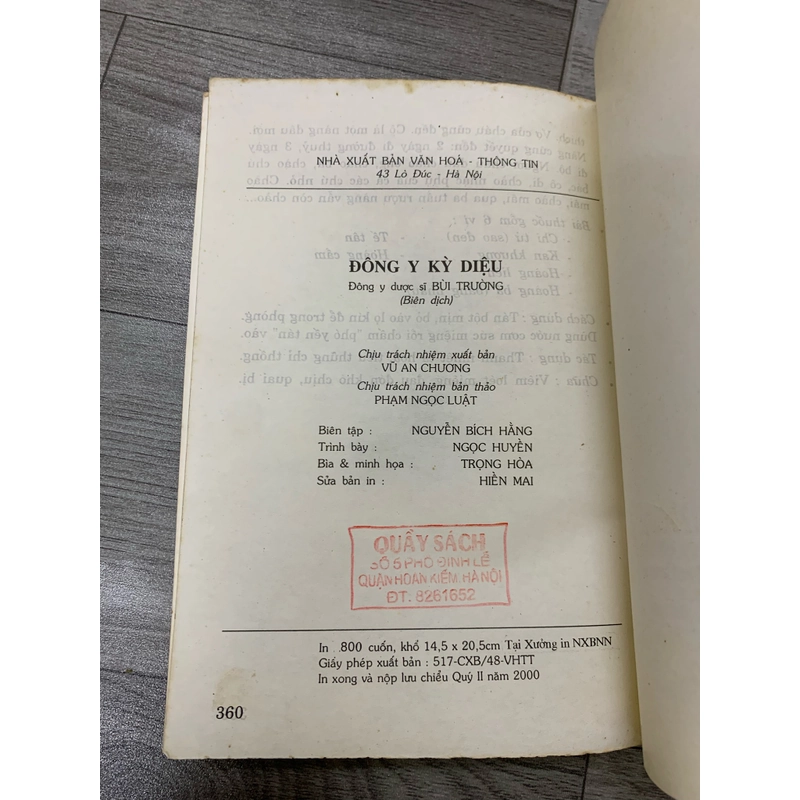 NHÀ XUẤT BẢN VĂN HOÁ - THÔNG TIN
43 Lò Đúc - Hà Nội
ĐÔNG Y KỲ DIỆU
Đông y dược sĩ BÙI TRƯỜNG
(Biên dịch)
Chịu trách nhiệm xuất bản
VŨ AN CHƯƠNG
Chịu trách nhiệm bản thảo
PHẠM NGỌC LUẬT
Biên tập : NGUYỄN BÍCH HẰNG
Trình bày : NGỌC HUYỀN
Bìa & minh họa : TRỌNG HÒA
Sửa bản in : HIỀN MAI
QUẦY SÁCH
SỐ 5 PHỐ ĐINH LỄ
QUẬN HOÀN KIẾM, HÀ NỘI
ĐT. 8261652
In 800 cuốn, khổ 14,5 x 20,5cm Tại Xưởng in NXBNN
Giấy phép xuất bản : 517-CXB/48-VHTT
In xong và nộp lưu chiểu Quý II năm 2000
360